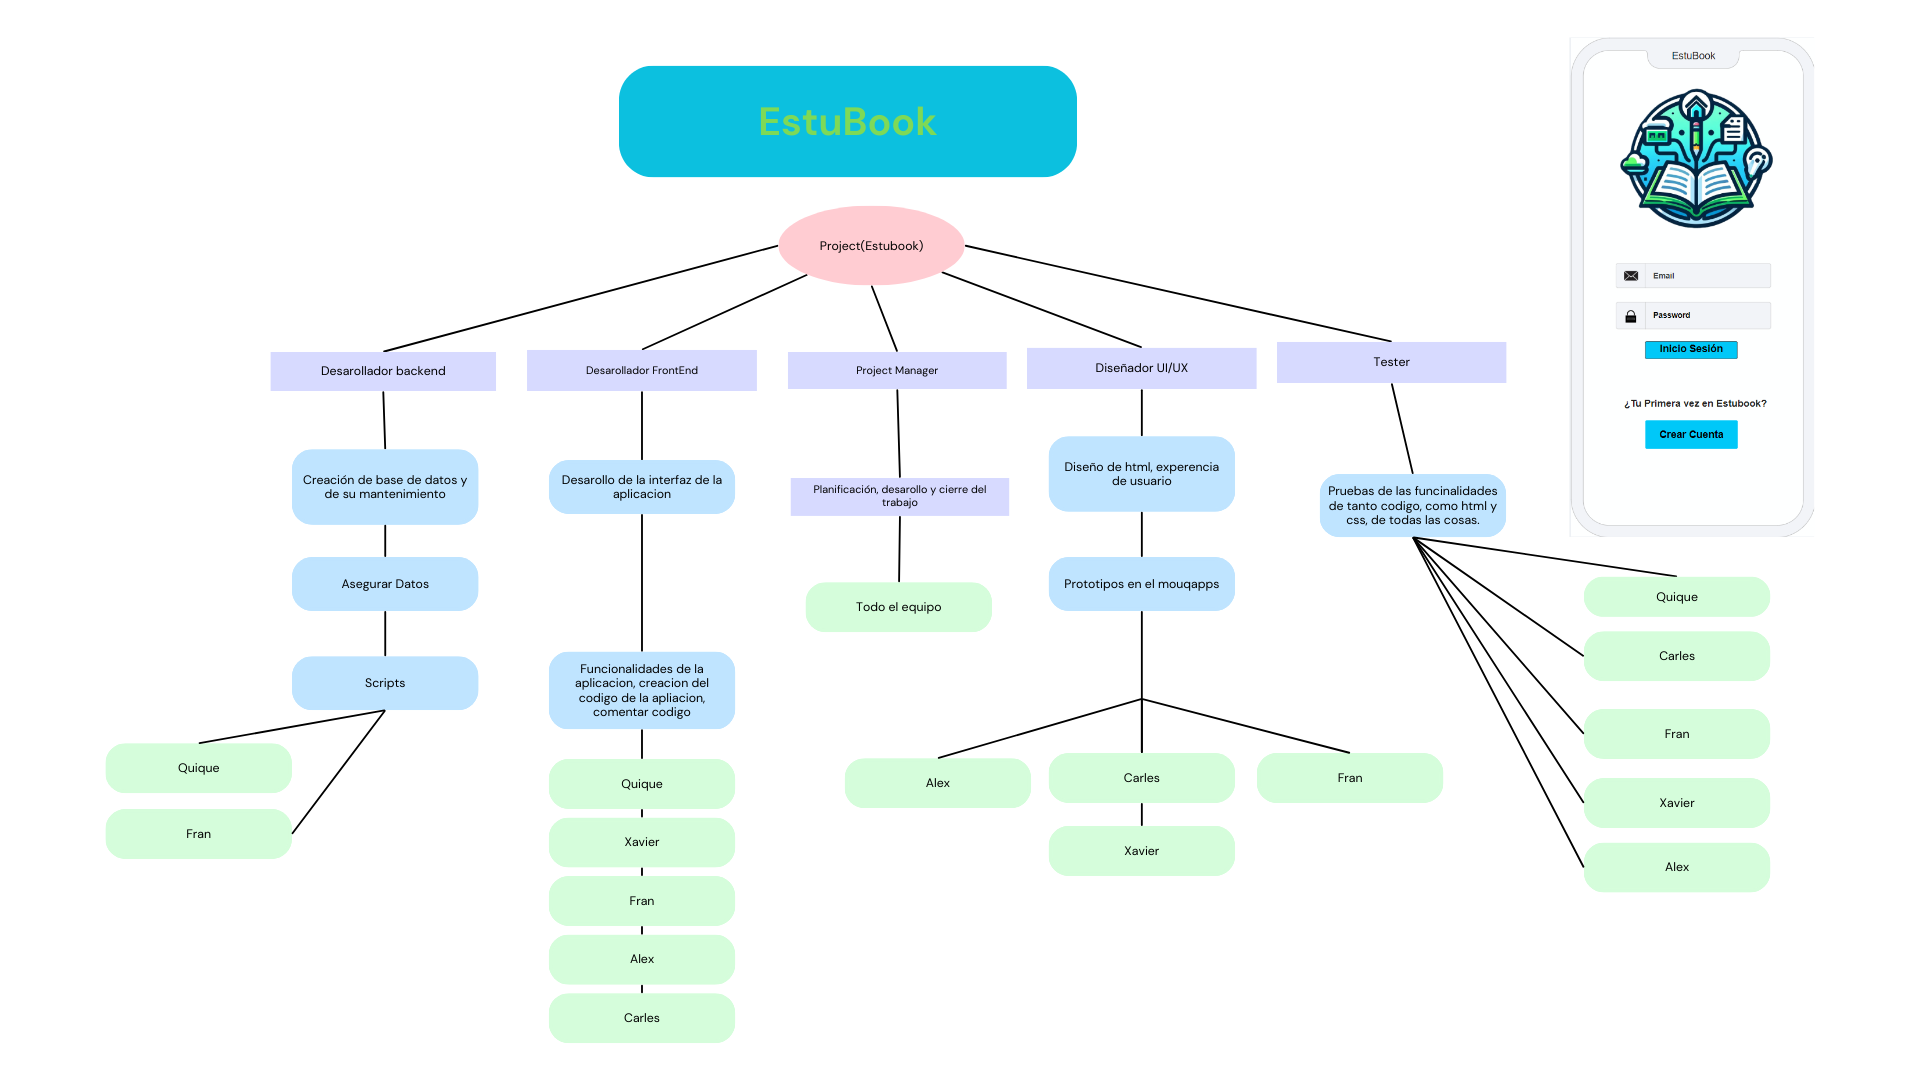 EstuBook
EstuBook
Project(Estubook)
Email
Password
Inicio Sesión
¿Tu Primera vez en Estubook?
Crear Cuenta
Desarollador backend
Desarollador FrontEnd
Project Manager
Diseñador UI/UX
Tester
Creación de base de datos y
de su mantenimiento
Asegurar Datos
Scripts
Quique
Fran
Desarollo de la interfaz de la
aplicacion
Funcionalidades de la
aplicacion, creacion del
codigo de la apliacion,
comentar codigo
Quique
Xavier
Fran
Alex
Carles
Planificación, desarollo y cierre del
trabajo
Todo el equipo
Diseño de html, experencia
de usuario
Prototipos en el mouqapps
Alex
Carles
Fran
Xavier
Pruebas de las funcinalidades
de tanto codigo, como html y
css, de todas las cosas.
Quique
Carles
Fran
Xavier
Alex